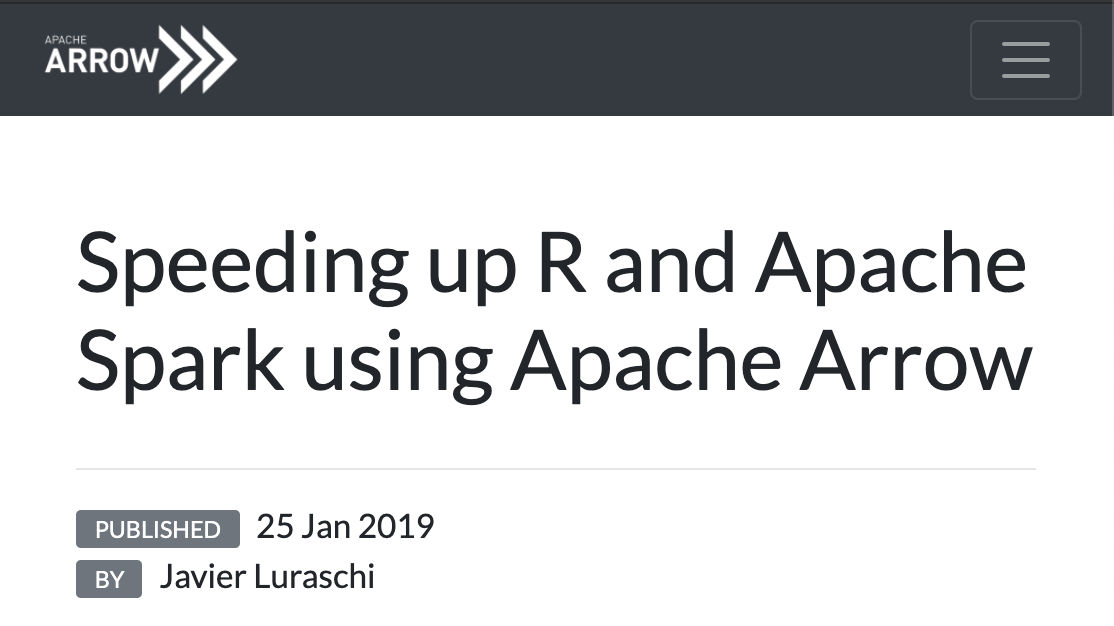 APACHE
ARROW
Speeding up R and Apache
Spark using Apache Arrow
PUBLISHED 25 Jan 2019
BY Javier Luraschi